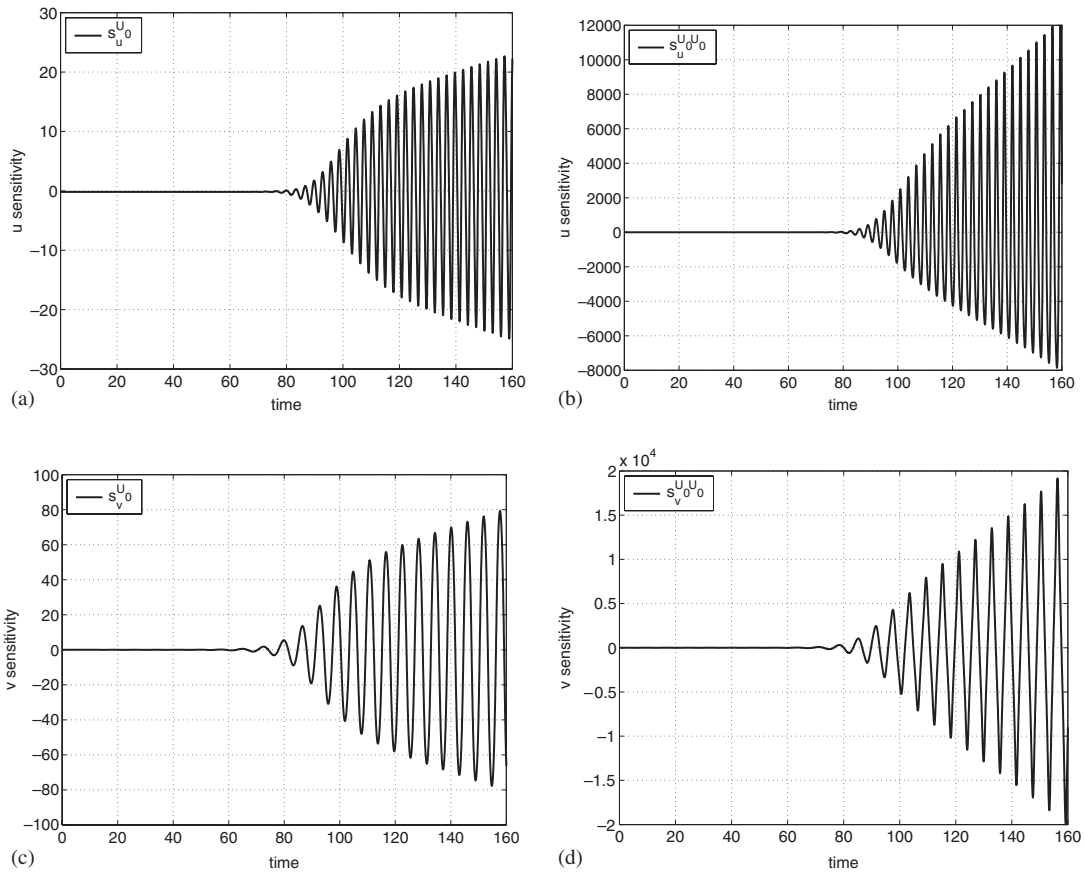 30
20
10
0
−10
−20
−30
u sensitivity
s_u^{U_0}
0 20 40 60 80 100 120 140 160
time
(a)
12000
10000
8000
6000
4000
2000
0
−2000
−4000
−6000
−8000
u sensitivity
s_u^{U_0 U_0}
0 20 40 60 80 100 120 140 160
time
(b)
100
80
60
40
20
0
−20
−40
−60
−80
−100
v sensitivity
s_v^{U_0}
0 20 40 60 80 100 120 140 160
time
(c)
x 10^4
2
1.5
1
0.5
0
−0.5
−1
−1.5
−2
v sensitivity
s_v^{U_0 U_0}
0 20 40 60 80 100 120 140 160
time
(d)